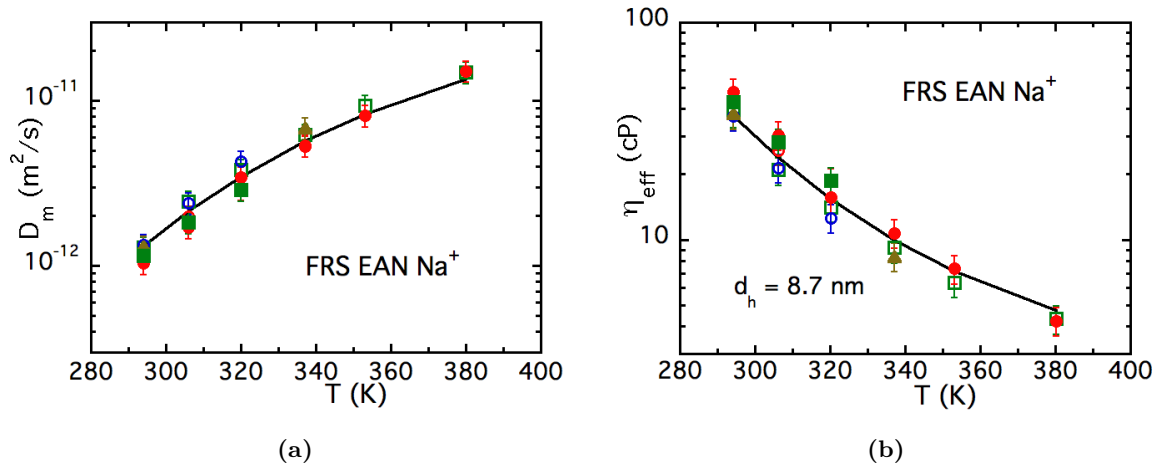 D_m (m²/s)
10⁻¹¹
10⁻¹²
FRS EAN Na⁺
280 300 320 340 360 380 400
T (K)
(a)
η_eff (cP)
100
10
FRS EAN Na⁺
d_h = 8.7 nm
280 300 320 340 360 380 400
T (K)
(b)